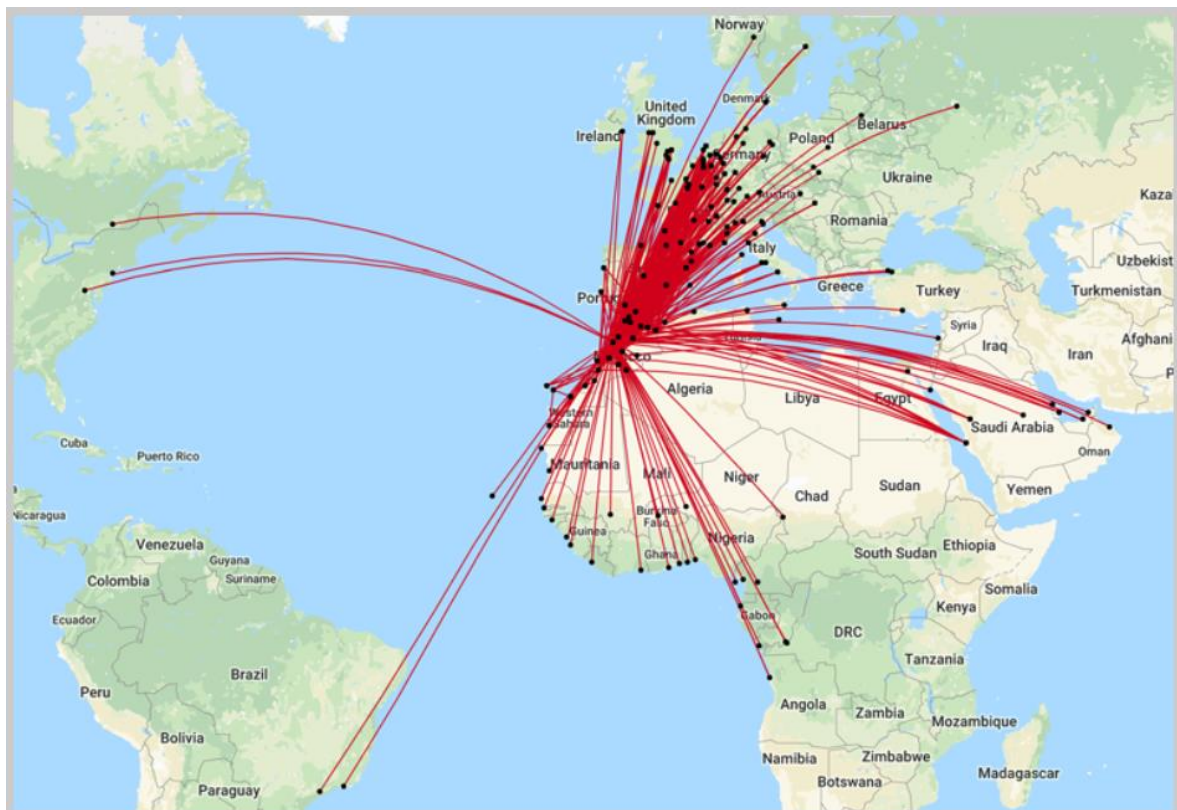 Norway
Denmark
United
Kingdom
Ireland
Poland
Belarus
Germany
Ukraine
Kaza
Austria
Romania
Italy
Uzbekist
Greece
Turkey
Turkmenistan
Syria
Afghani
Iraq
Iran
Algeria
Libya
Egypt
Western
Sahara
Saudi Arabia
Cuba
Puerto Rico
Oman
Mauritania
Mali
Niger
Chad
Sudan
Yemen
Nicaragua
Burkina
Faso
Guinea
Nigeria
Venezuela
Ghana
South Sudan
Ethiopia
Guyana
Colombia
Suriname
Somalia
Kenya
Gabon
Ecuador
DRC
Brazil
Tanzania
Peru
Angola
Zambia
Mozambique
Bolivia
Namibia
Zimbabwe
Madagascar
Botswana
Paraguay